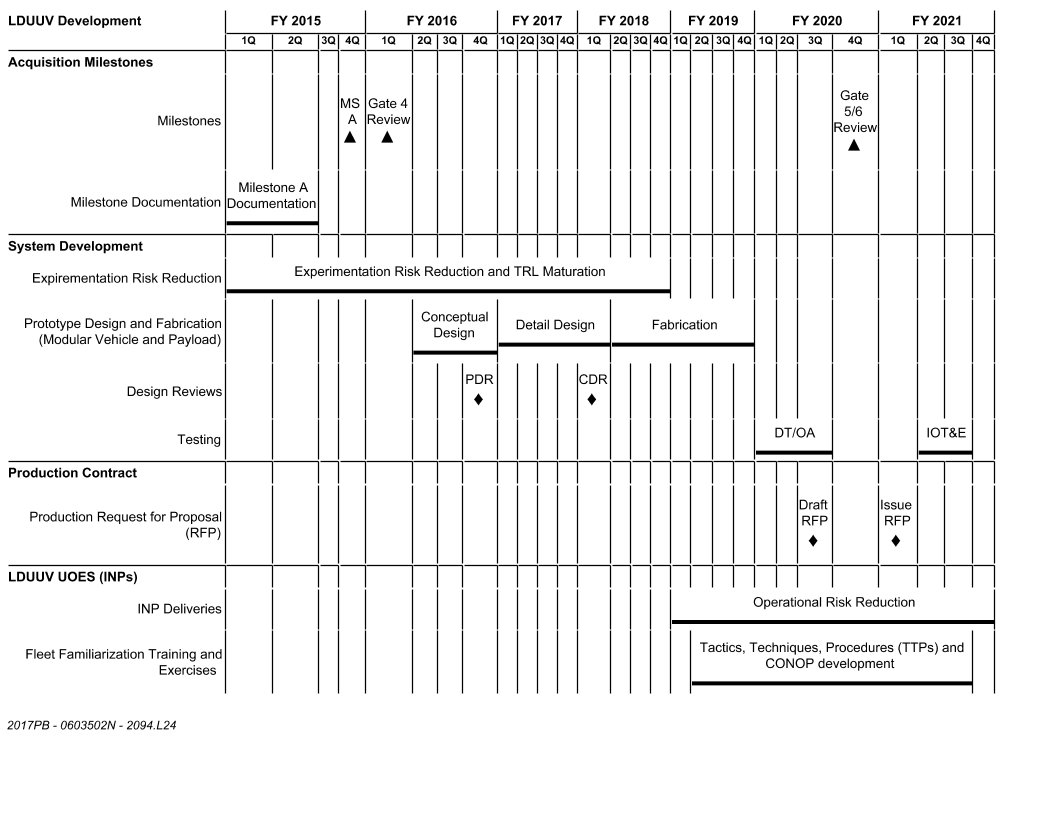 LDUUV Development FY 2015 FY 2016 FY 2017 FY 2018 FY 2019 FY 2020 FY 2021
1Q 2Q 3Q 4Q 1Q 2Q 3Q 4Q 1Q 2Q 3Q 4Q 1Q 2Q 3Q 4Q 1Q 2Q 3Q 4Q 1Q 2Q 3Q 4Q 1Q 2Q 3Q 4Q
Acquisition Milestones
Milestones
MS
A
Gate 4
Review
Gate
5/6
Review
Milestone Documentation
Milestone A
Documentation
System Development
Expirementation Risk Reduction
Experimentation Risk Reduction and TRL Maturation
Prototype Design and Fabrication
(Modular Vehicle and Payload)
Conceptual
Design
Detail Design
Fabrication
Design Reviews
PDR
CDR
Testing
DT/OA
IOT&E
Production Contract
Production Request for Proposal
(RFP)
Draft
RFP
Issue
RFP
LDUUV UOES (INPs)
INP Deliveries
Operational Risk Reduction
Fleet Familiarization Training and
Exercises
Tactics, Techniques, Procedures (TTPs) and
CONOP development
2017PB - 0603502N - 2094.L24